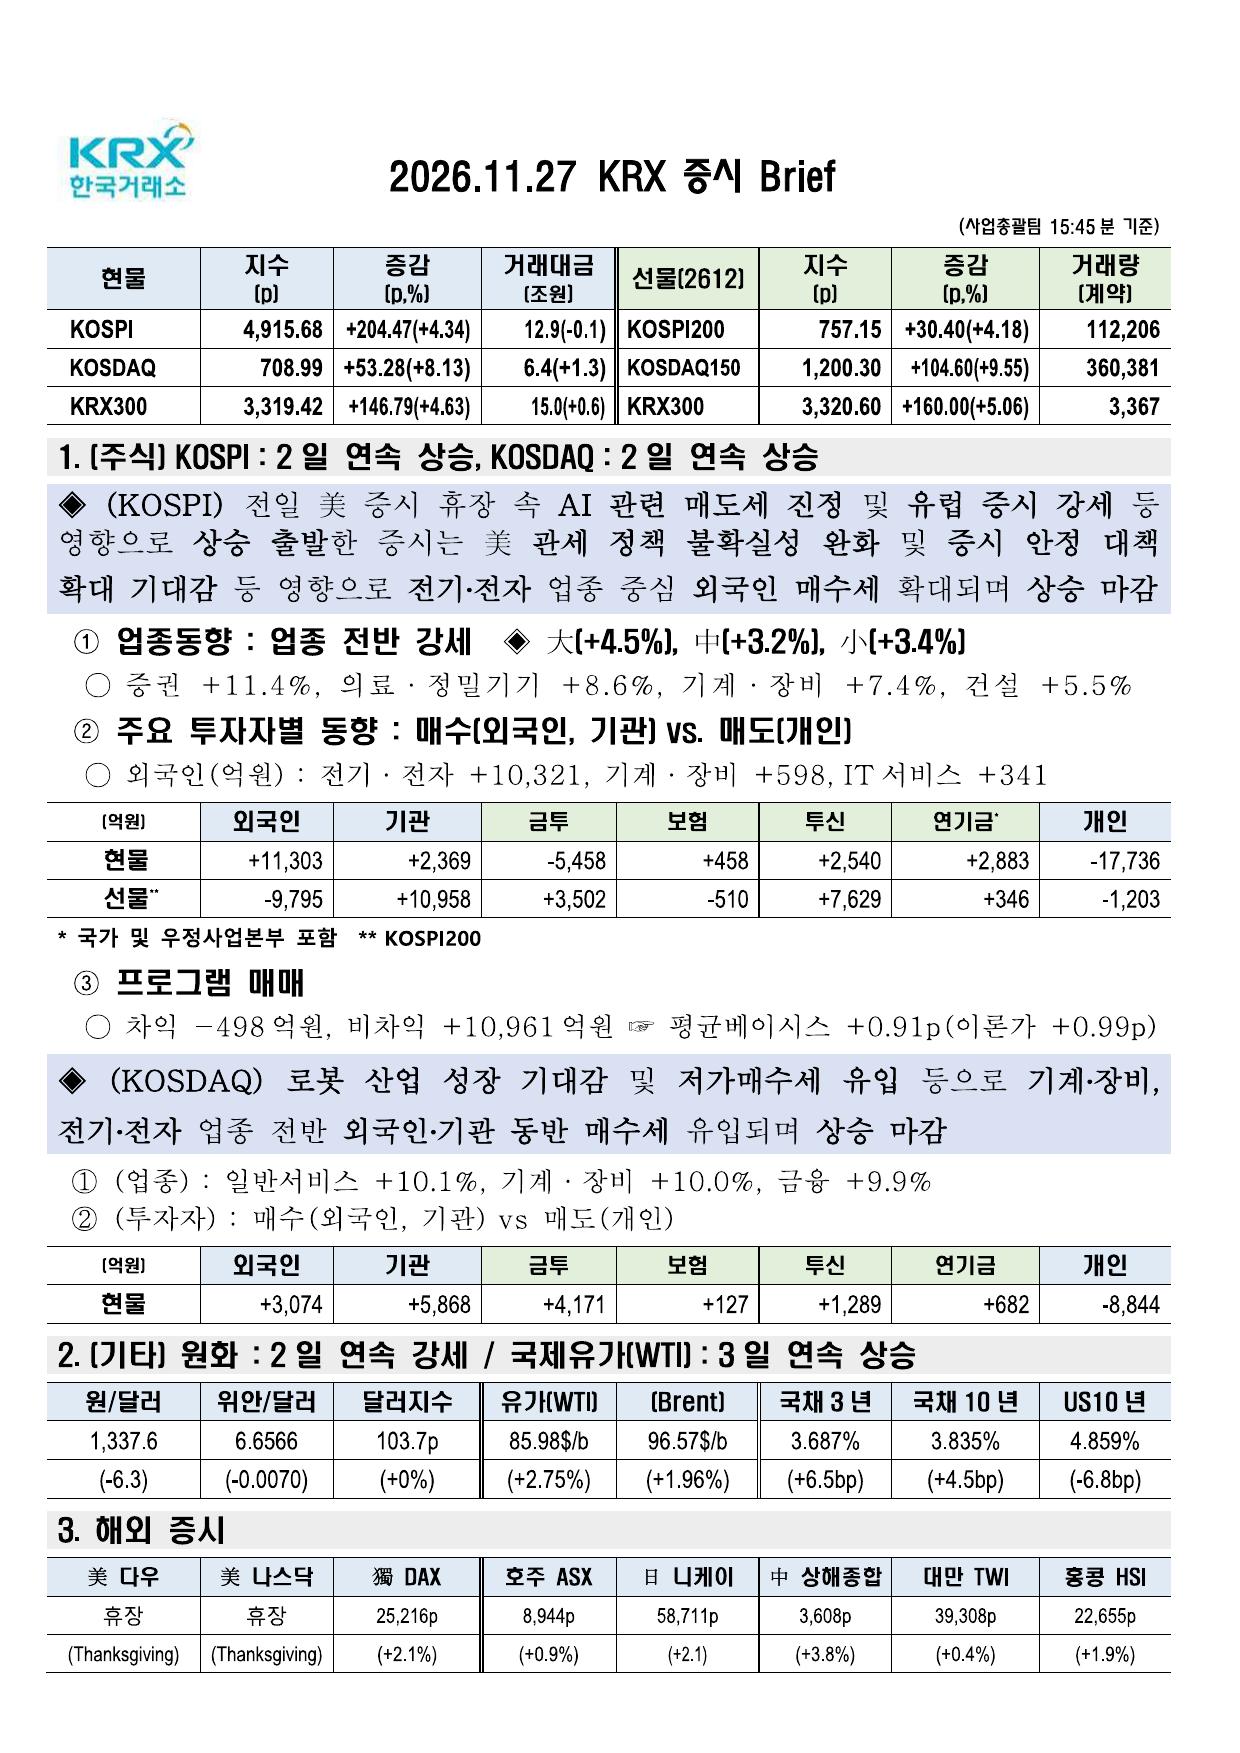 KRX
한국거래소
2026.11.27 KRX 증시 Brief
(사업총괄팀 15:45분 기준)
현물 지수(p) 증감(p,%) 거래대금(조원) 선물(2612) 지수(p) 증감(p,%) 거래량(계약)
KOSPI 4,915.68 +204.47(+4.34) 12.9(-0.1) KOSPI200 757.15 +30.40(+4.18) 112,206
KOSDAQ 708.99 +53.28(+8.13) 6.4(+1.3) KOSDAQ150 1,200.30 +104.60(+9.55) 360,381
KRX300 3,319.42 +146.79(+4.63) 15.0(+0.6) KRX300 3,320.60 +160.00(+5.06) 3,367
1. (주식) KOSPI : 2일 연속 상승, KOSDAQ : 2일 연속 상승
◈ (KOSPI) 전일 美 증시 휴장 속 AI 관련 매도세 진정 및 유럽 증시 강세 등
영향으로 상승 출발한 증시는 美 관세 정책 불확실성 완화 및 증시 안정 대책
확대 기대감 등 영향으로 전기·전자 업종 중심 외국인 매수세 확대되며 상승 마감
① 업종동향 : 업종 전반 강세 ◈ 大(+4.5%), 中(+3.2%), 小(+3.4%)
○ 증권 +11.4%, 의료·정밀기기 +8.6%, 기계·장비 +7.4%, 건설 +5.5%
② 주요 투자자별 동향 : 매수(외국인, 기관) vs. 매도(개인)
○ 외국인(억원) : 전기·전자 +10,321, 기계·장비 +598, IT서비스 +341
(억원) 외국인 기관 금투 보험 투신 연기금* 개인
현물 +11,303 +2,369 -5,458 +458 +2,540 +2,883 -17,736
선물** -9,795 +10,958 +3,502 -510 +7,629 +346 -1,203
* 국가 및 우정사업본부 포함 ** KOSPI200
③ 프로그램 매매
○ 차익 -498억원, 비차익 +10,961억원 ☞ 평균베이시스 +0.91p(이론가 +0.99p)
◈ (KOSDAQ) 로봇 산업 성장 기대감 및 저가매수세 유입 등으로 기계·장비,
전기·전자 업종 전반 외국인·기관 동반 매수세 유입되며 상승 마감
① (업종) : 일반서비스 +10.1%, 기계·장비 +10.0%, 금융 +9.9%
② (투자자) : 매수(외국인, 기관) vs 매도(개인)
(억원) 외국인 기관 금투 보험 투신 연기금 개인
현물 +3,074 +5,868 +4,171 +127 +1,289 +682 -8,844
2. (기타) 원화 : 2일 연속 강세 / 국제유가(WTI) : 3일 연속 상승
원/달러 위안/달러 달러지수 유가(WTI) (Brent) 국채3년 국채10년 US10년
1,337.6 6.6566 103.7p 85.98$/b 96.57$/b 3.687% 3.835% 4.859%
(-6.3) (-0.0070) (+0%) (+2.75%) (+1.96%) (+6.5bp) (+4.5bp) (-6.8bp)
3. 해외 증시
美 다우 美 나스닥 獨 DAX 호주 ASX 日 니케이 中 상해종합 대만 TWI 홍콩 HSI
휴장 휴장 25,216p 8,944p 58,711p 3,608p 39,308p 22,655p
(Thanksgiving) (Thanksgiving) (+2.1%) (+0.9%) (+2.1) (+3.8%) (+0.4%) (+1.9%)